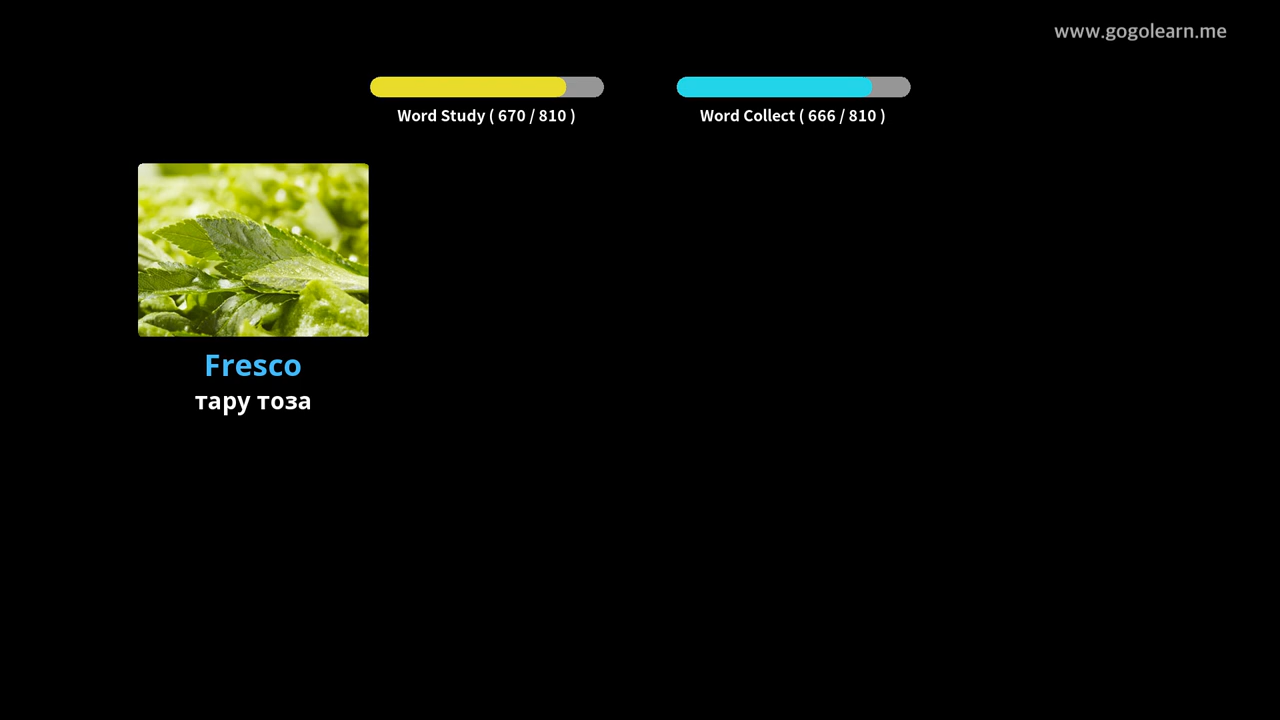 www.gogolearn.me
Word Study ( 670 / 810 )
Word Collect ( 666 / 810 )
Fresco
тару тоза